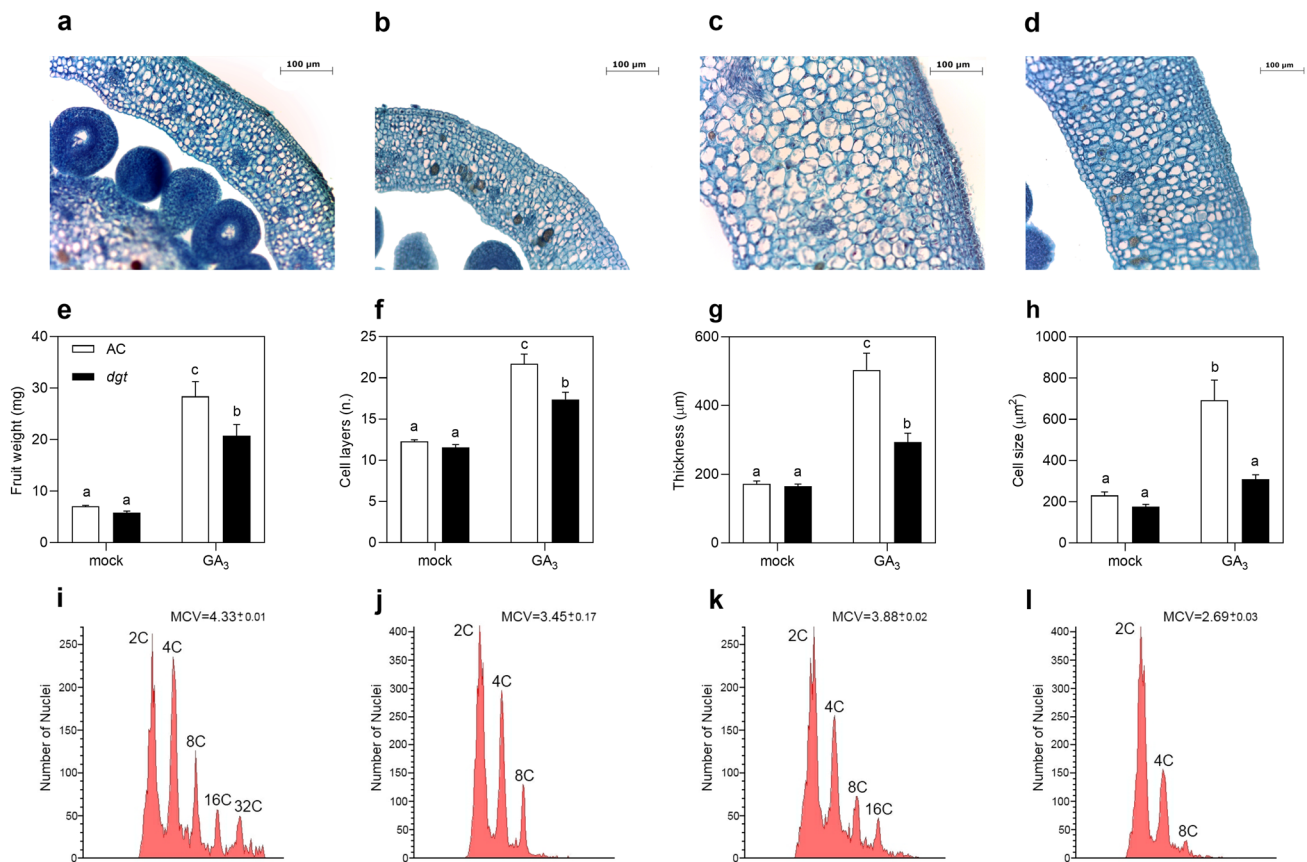 a
b
c
d
100 µm
100 µm
100 µm
100 µm
e
f
g
h
40
30
20
10
0
Fruit weight (mg)
AC
dgt
a
a
c
b
mock
GA₃
25
20
15
10
5
0
Cell layers (n.)
a
a
c
b
mock
GA₃
600
400
200
0
Thickness (µm)
a
a
c
b
mock
GA₃
1000
800
600
400
200
0
Cell size (µm²)
a
a
b
a
mock
GA₃
i
MCV=4.33±0.01
250
200
150
100
50
0
Number of Nuclei
2C
4C
8C
16C
32C
j
MCV=3.45±0.17
400
350
300
250
200
150
100
50
0
Number of Nuclei
2C
4C
8C
k
MCV=3.88±0.02
250
200
150
100
50
0
Number of Nuclei
2C
4C
8C
16C
l
MCV=2.69±0.03
400
350
300
250
200
150
100
50
0
Number of Nuclei
2C
4C
8C